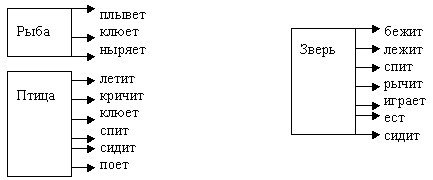 Рыба
плывет
клюет
ныряет
Птица
летит
кричит
клюет
спит
сидит
поет
Зверь
бежит
лежит
спит
рычит
играет
ест
сидит